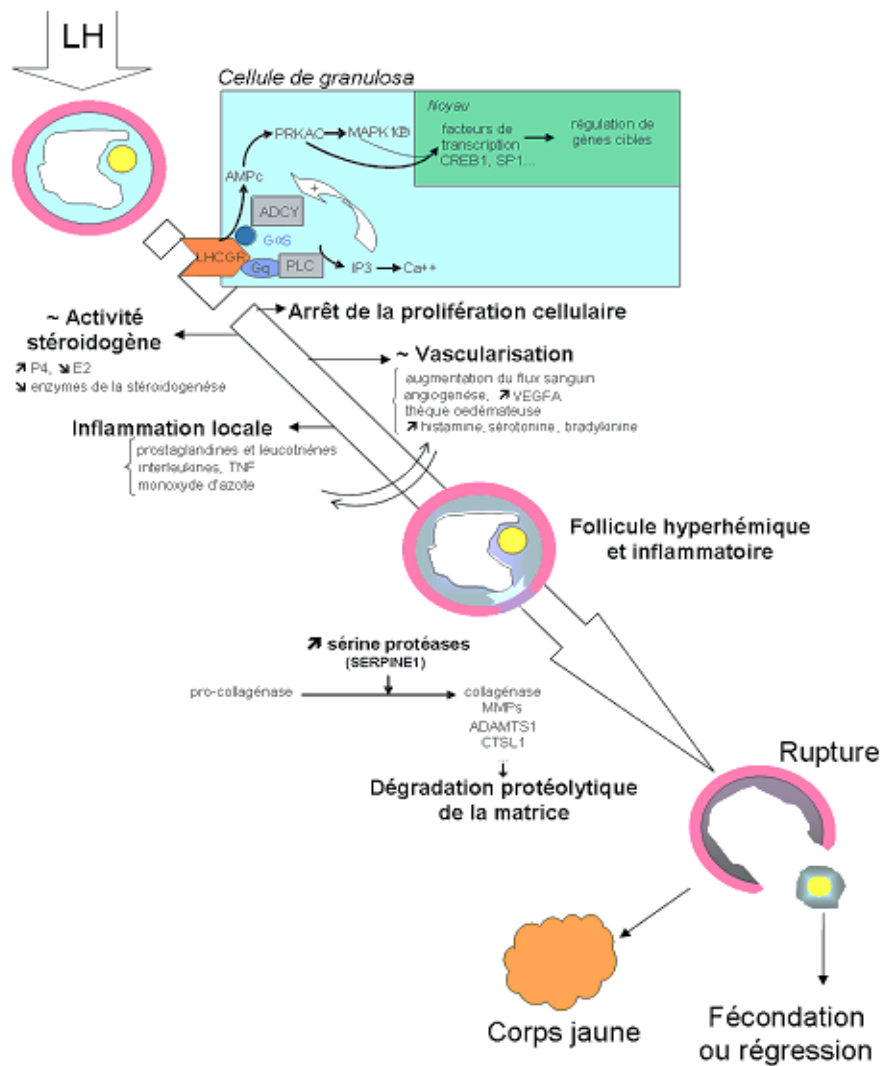 LH
Cellule de granulosa
Noyau
PRKAC
facteurs de
transcription
CREB1, SP1...
régulation de
gènes cibles
AMPc
+
ADCY
GαS
LHCGR
Gq
PLC
IP3
Ca++
Arrêt de la prolifération cellulaire
~ Activité
stéroidogène
P4, E2
enzymes de la stéroidogenèse
~ Vascularisation
augmentation du flux sanguin
angiogenèse, VEGFA
thèque oedémateuse
histamine, sérotonine, bradykinine
Inflammation locale
prostaglandines et leucotriènes
interleukines, TNF
monoxyde d'azote
Follicule hyperhémique
et inflammatoire
sérine protéases
(SERPINE1)
pro-collagénase
collagénase
MMPs
ADAMTS1
CTSL1
...
Dégradation protéolytique
de la matrice
Rupture
Corps jaune
Fécondation
ou régression